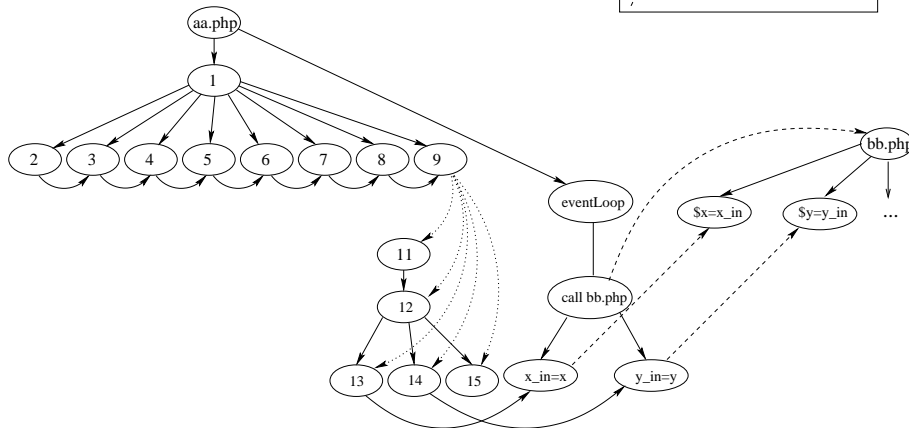 aa.php
1
2 3 4 5 6 7 8 9
bb.php
eventLoop
$x=x_in
$y=y_in
...
11
call bb.php
12
13 14 15
x_in=x
y_in=y